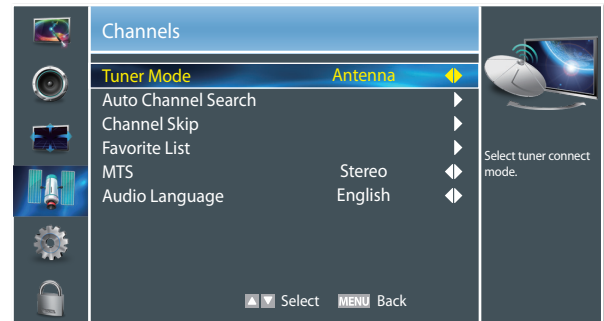 Channels
Tuner Mode Antenna
Auto Channel Search
Channel Skip
Favorite List
MTS Stereo
Audio Language English
Select tuner connect
mode.
Select MENU Back